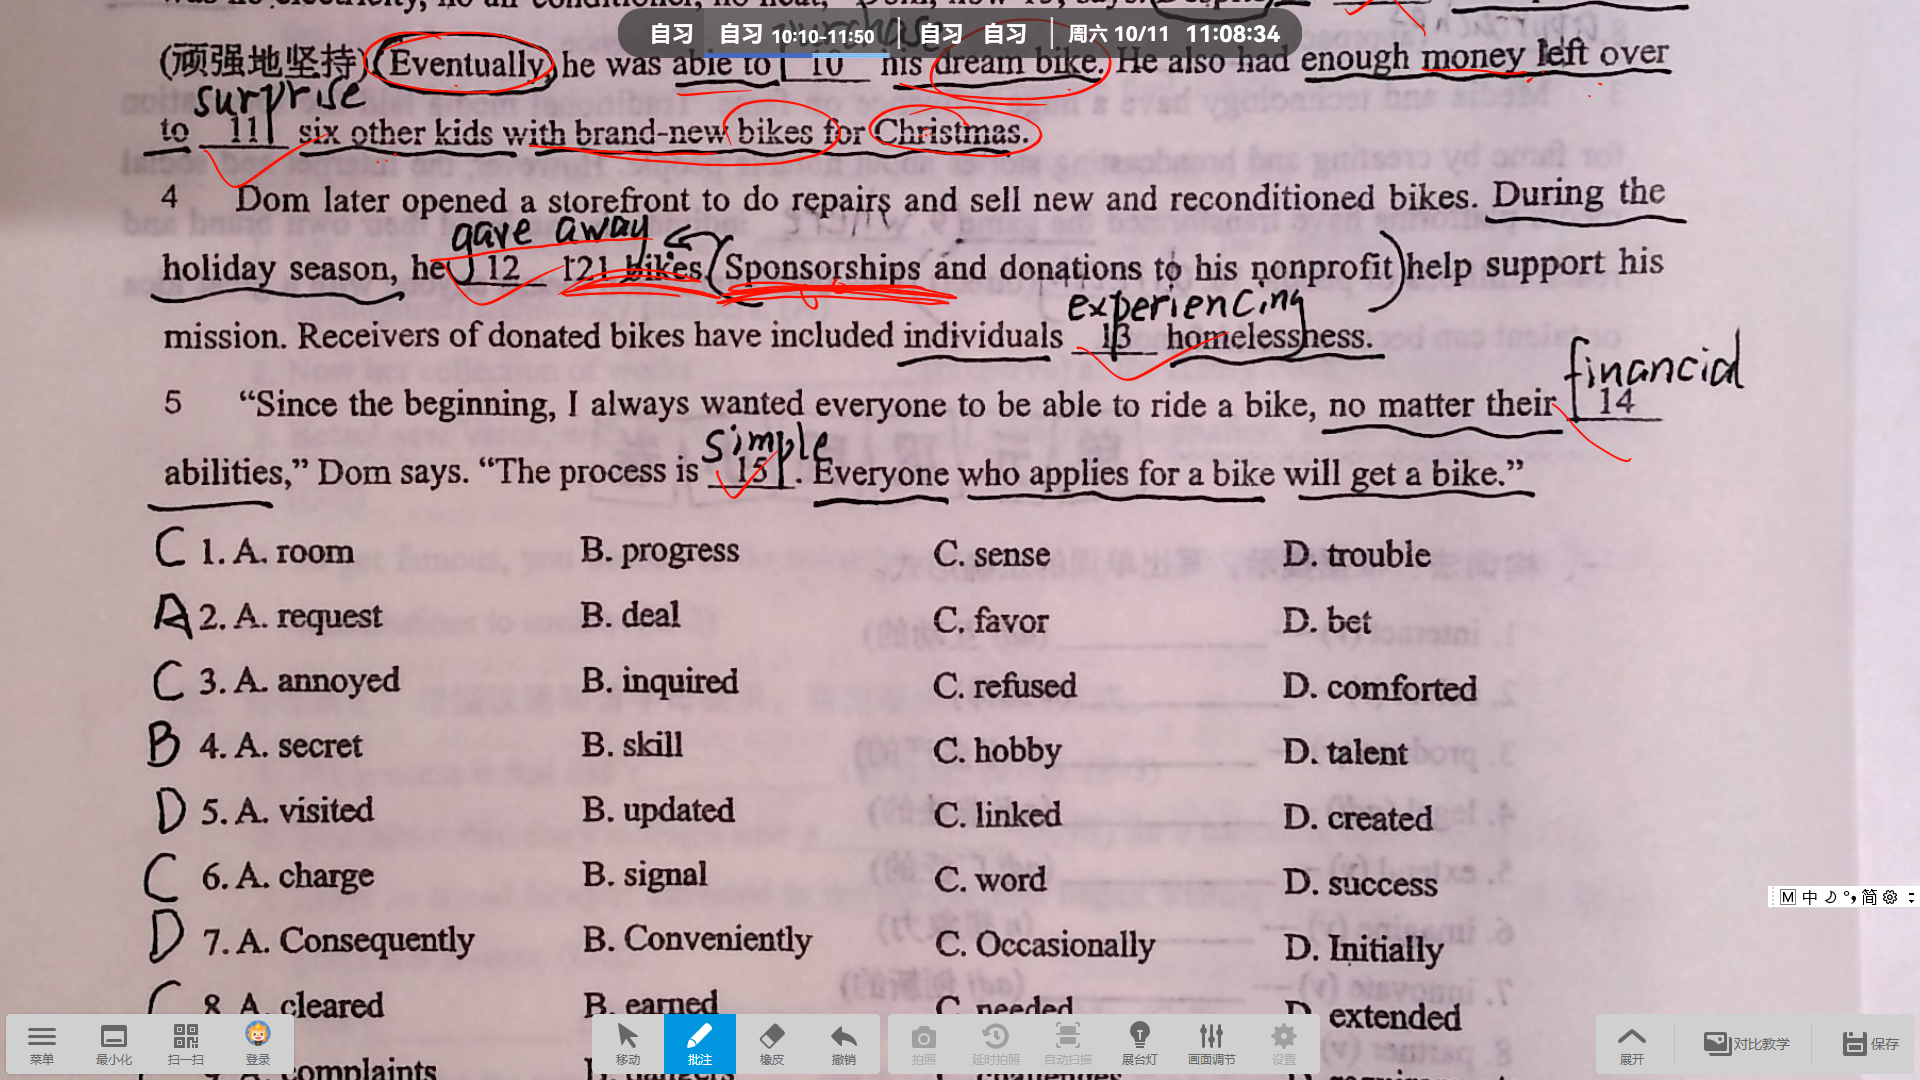 自习 自习 10:10-11:50 自习 自习 周六 10/11 11:08:34
purchase
(顽强地坚持) Eventually, he was able to 10 his dream bike. He also had enough money left over
surprise
to 11 six other kids with brand-new bikes for Christmas.
4 Dom later opened a storefront to do repairs and sell new and reconditioned bikes. During the
gave away
holiday season, he 12 121 bikes. Sponsorships and donations to his nonprofit help support his
experiencing
mission. Receivers of donated bikes have included individuals 13 homelessness.
financial
5 “Since the beginning, I always wanted everyone to be able to ride a bike, no matter their 14
simple
abilities,” Dom says. “The process is 15. Everyone who applies for a bike will get a bike.”
C 1. A. room B. progress C. sense D. trouble
A 2. A. request B. deal C. favor D. bet
C 3. A. annoyed B. inquired C. refused D. comforted
B 4. A. secret B. skill C. hobby D. talent
D 5. A. visited B. updated C. linked D. created
C 6. A. charge B. signal C. word D. success
D 7. A. Consequently B. Conveniently C. Occasionally D. Initially
C 8. A. cleared B. earned C. needed D. extended
complaints
M 中 简
菜单 最小化 扫一扫 登录 移动 批注 橡皮 撤销 拍照 延时拍照 自动扫描 展台灯 画面调节 设置 展开 对比教学 保存